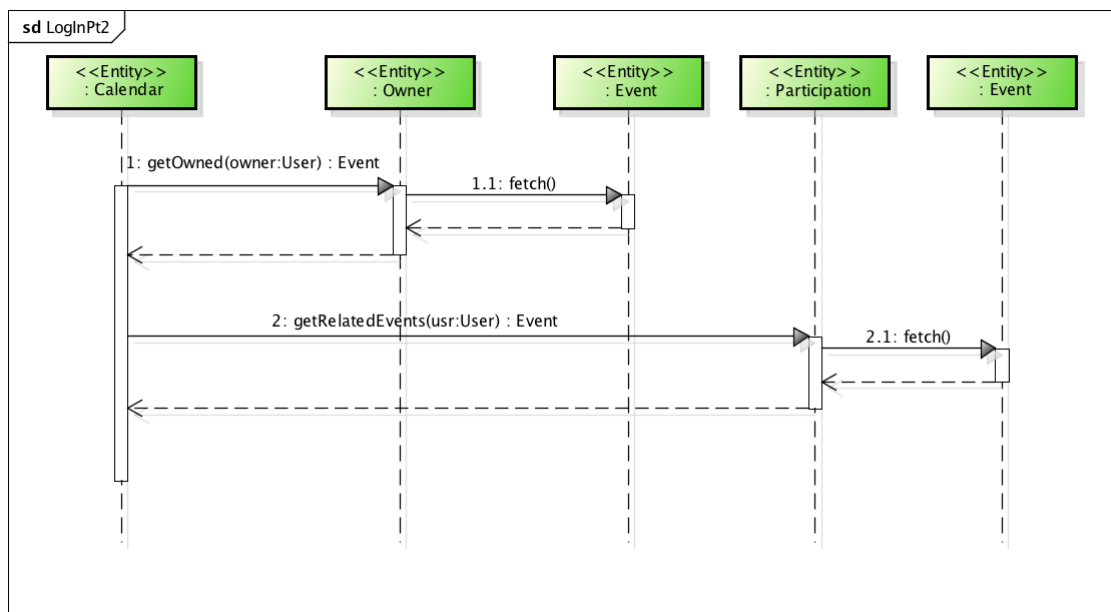 sd LogInPt2
<<Entity>>
: Calendar
<<Entity>>
: Owner
<<Entity>>
: Event
<<Entity>>
: Participation
<<Entity>>
: Event
1: getOwned(owner:User) : Event
1.1: fetch()
2: getRelatedEvents(usr:User) : Event
2.1: fetch()